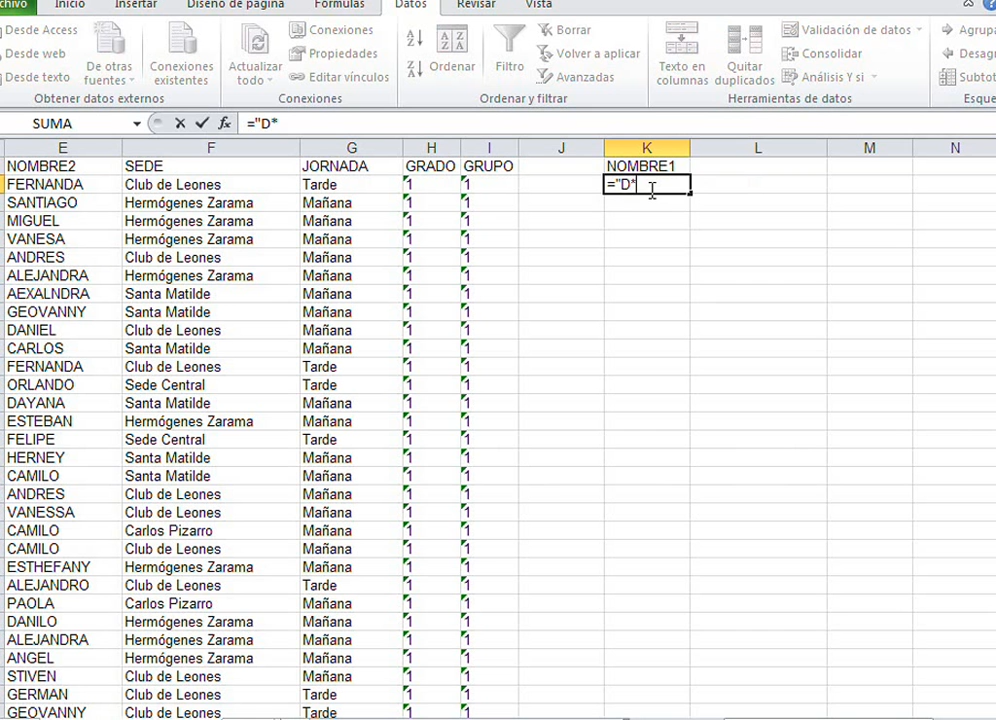 chivo Inicio Insertar Diseño de página Fórmulas Datos Revisar Vista
Desde Access
Desde web
Desde texto
De otras
fuentes
Conexiones
existentes
Obtener datos externos
Actualizar
todo
Conexiones
Propiedades
Editar vínculos
Conexiones
Ordenar
Filtro
Borrar
Volver a aplicar
Avanzadas
Ordenar y filtrar
Texto en
columnas
Quitar
duplicados
Validación de datos
Consolidar
Análisis Y si
Herramientas de datos
Agrupa
Desag
Subtot
Esque
SUMA fx ="D*
E F G H I J K L M N
NOMBRE2 SEDE JORNADA GRADO GRUPO NOMBRE1
FERNANDA Club de Leones Tarde 1 1 ="D*
SANTIAGO Hermógenes Zarama Mañana 1 1
MIGUEL Hermógenes Zarama Mañana 1 1
VANESA Hermógenes Zarama Mañana 1 1
ANDRES Club de Leones Mañana 1 1
ALEJANDRA Hermógenes Zarama Mañana 1 1
AEXALNDRA Santa Matilde Mañana 1 1
GEOVANNY Santa Matilde Mañana 1 1
DANIEL Club de Leones Mañana 1 1
CARLOS Santa Matilde Mañana 1 1
FERNANDA Club de Leones Tarde 1 1
ORLANDO Sede Central Tarde 1 1
DAYANA Santa Matilde Mañana 1 1
ESTEBAN Hermógenes Zarama Mañana 1 1
FELIPE Sede Central Tarde 1 1
HERNEY Santa Matilde Mañana 1 1
CAMILO Santa Matilde Mañana 1 1
ANDRES Club de Leones Mañana 1 1
VANESSA Club de Leones Mañana 1 1
CAMILO Carlos Pizarro Mañana 1 1
CAMILO Club de Leones Mañana 1 1
ESTHEFANY Hermógenes Zarama Mañana 1 1
ALEJANDRO Club de Leones Tarde 1 1
PAOLA Carlos Pizarro Mañana 1 1
DANILO Hermógenes Zarama Mañana 1 1
ALEJANDRA Hermógenes Zarama Mañana 1 1
ANGEL Hermógenes Zarama Mañana 1 1
STIVEN Club de Leones Mañana 1 1
GERMAN Club de Leones Tarde 1 1
GEOVANNY Club de Leones Tarde 1 1